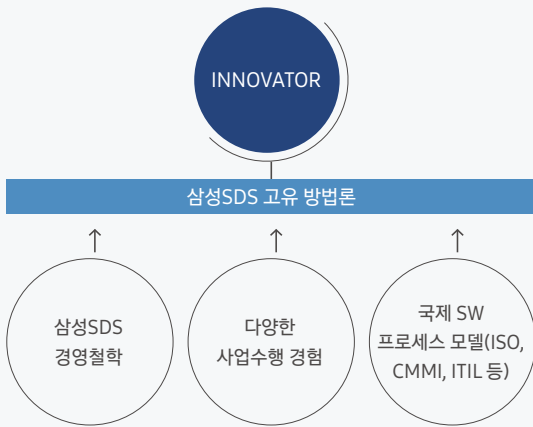 INNOVATOR
삼성SDS 고유 방법론
삼성SDS
경영철학
다양한
사업수행 경험
국제 SW
프로세스 모델(ISO,
CMMI, ITIL 등)